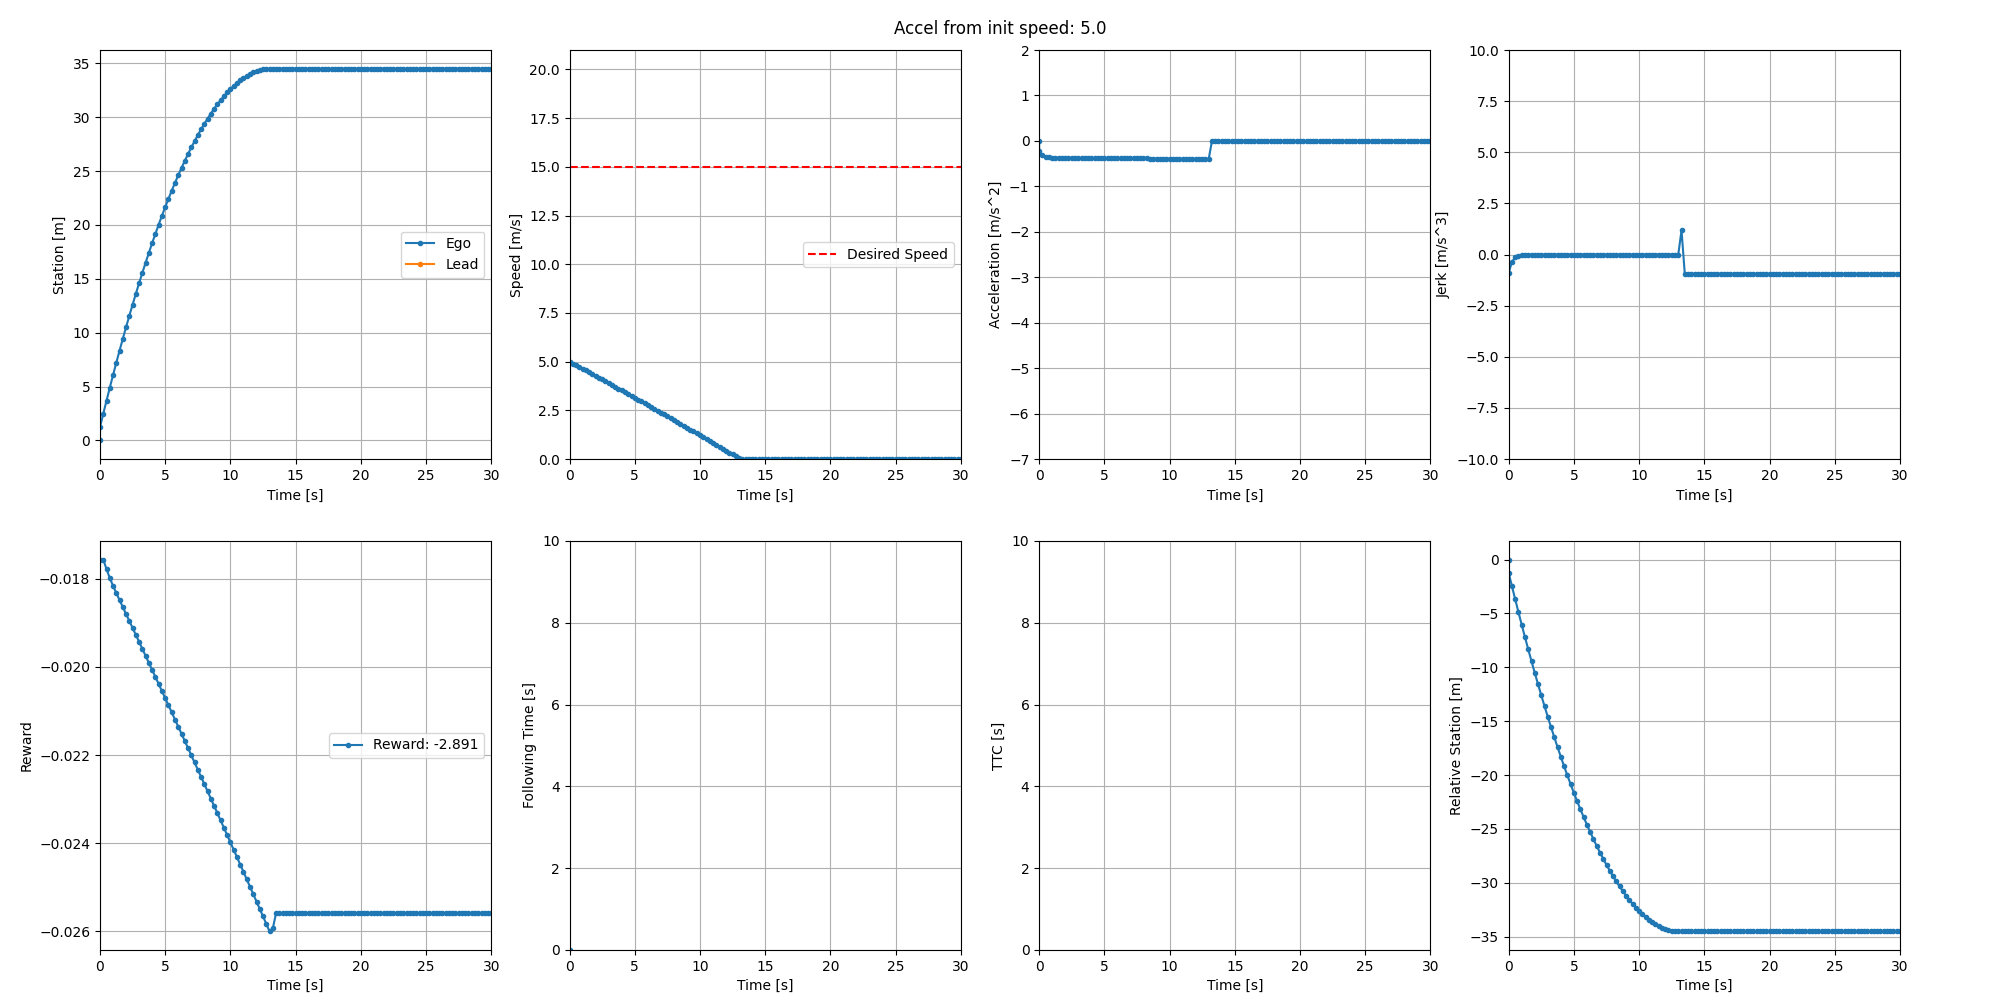 Accel from init speed: 5.0
35
30
25
20
15
10
5
0
Station [m]
0 5 10 15 20 25 30
Time [s]
Ego
Lead
20.0
17.5
15.0
12.5
10.0
7.5
5.0
2.5
0.0
Speed [m/s]
0 5 10 15 20 25 30
Time [s]
Desired Speed
2
1
0
−1
−2
−3
−4
−5
−6
−7
Acceleration [m/s^2]
0 5 10 15 20 25 30
Time [s]
10.0
7.5
5.0
2.5
0.0
−2.5
−5.0
−7.5
−10.0
Jerk [m/s^3]
0 5 10 15 20 25 30
Time [s]
−0.018
−0.020
−0.022
−0.024
−0.026
Reward
0 5 10 15 20 25 30
Time [s]
Reward: -2.891
10
8
6
4
2
0
Following Time [s]
0 5 10 15 20 25 30
Time [s]
10
8
6
4
2
0
TTC [s]
0 5 10 15 20 25 30
Time [s]
0
−5
−10
−15
−20
−25
−30
−35
Relative Station [m]
0 5 10 15 20 25 30
Time [s]